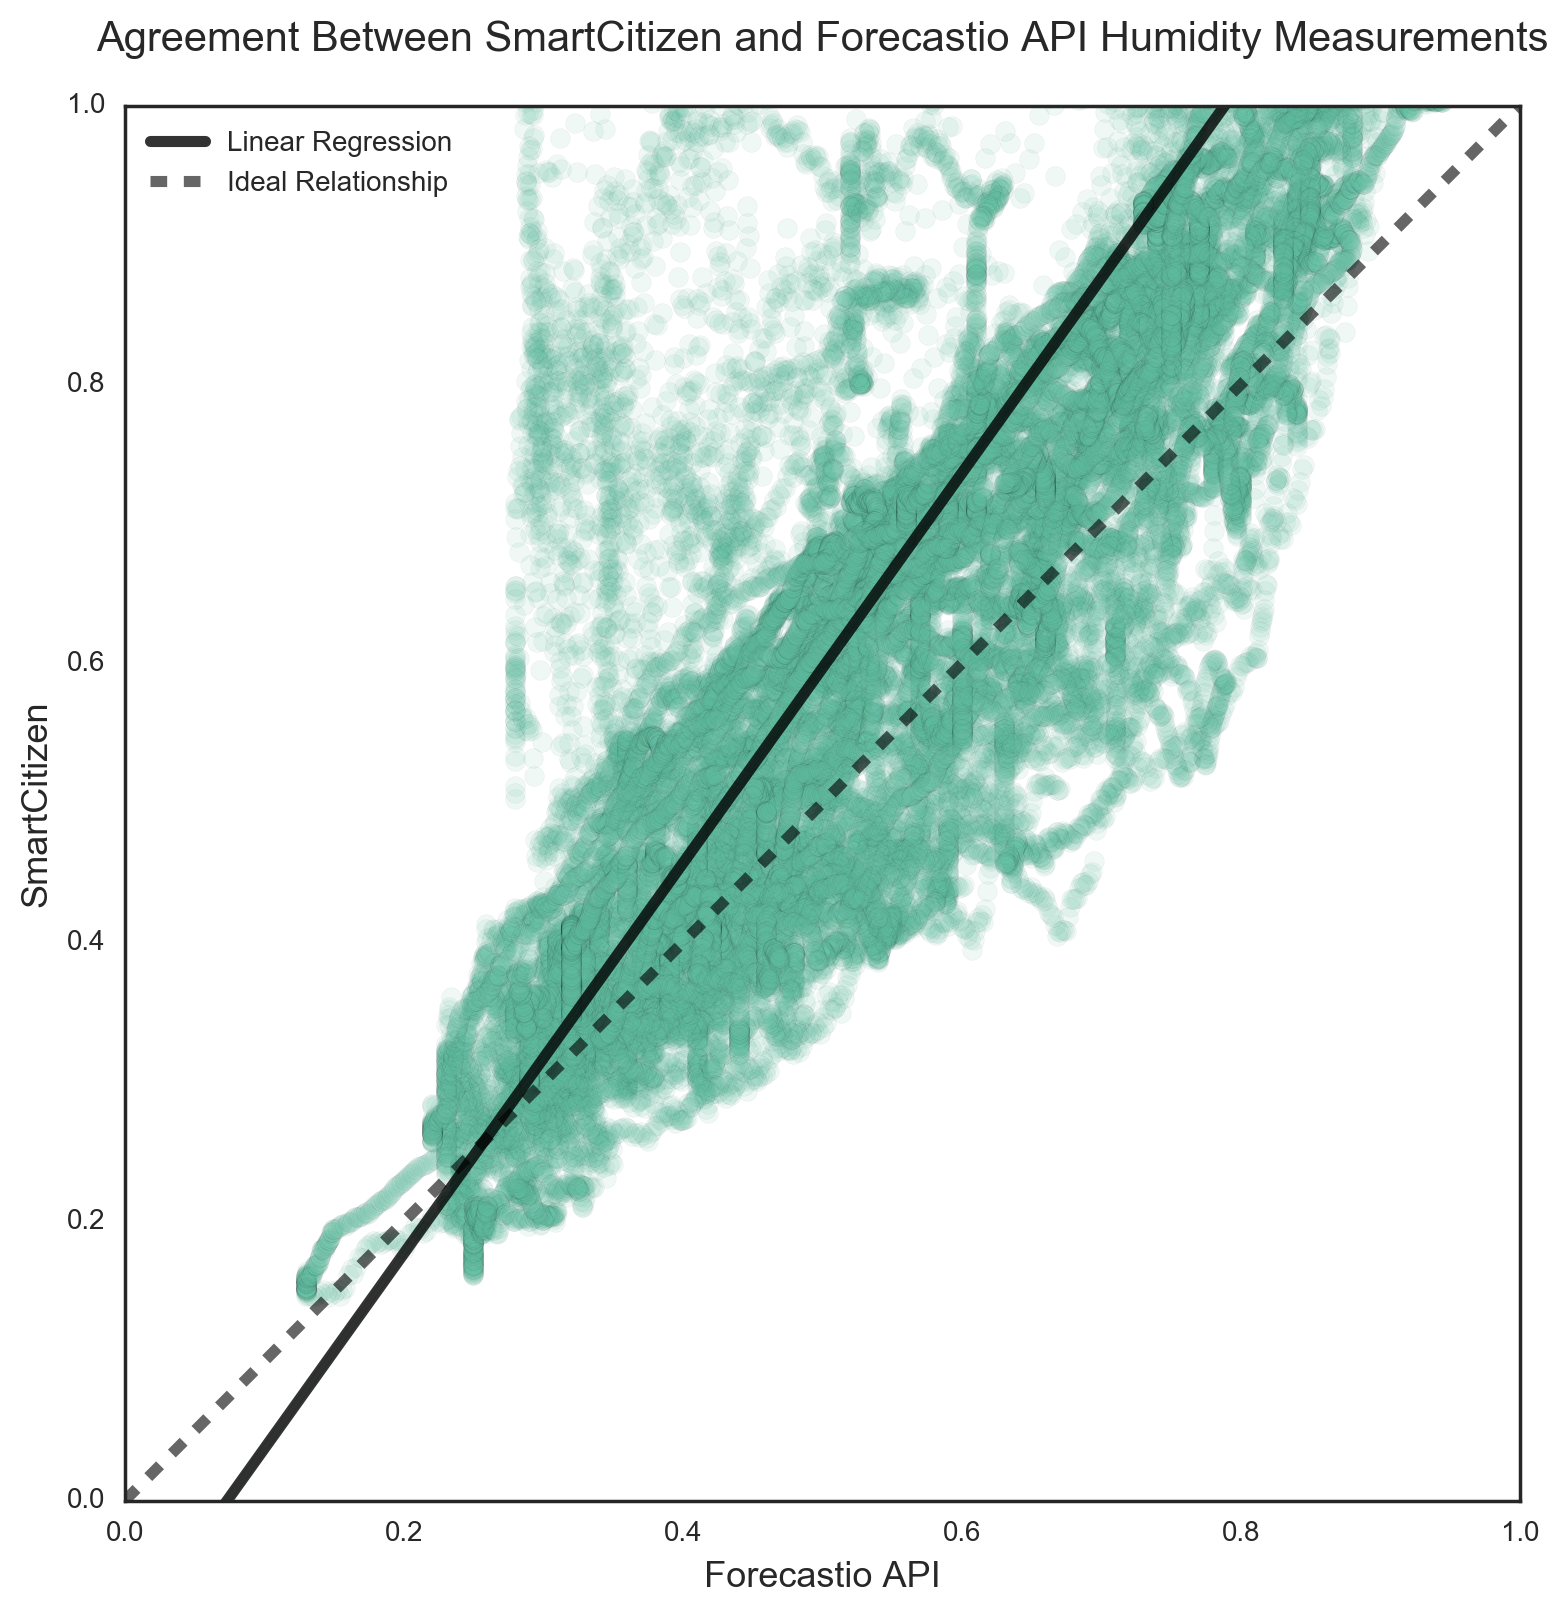 Agreement Between SmartCitizen and Forecastio API Humidity Measurements
1.0
Linear Regression
Ideal Relationship
0.8
0.6
SmartCitizen
0.4
0.2
0.0
0.0 0.2 0.4 0.6 0.8 1.0
Forecastio API